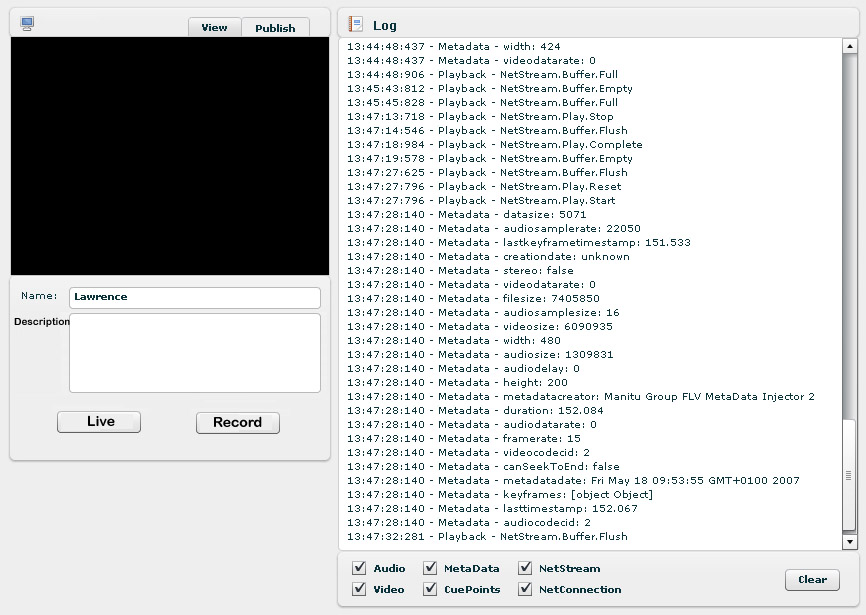 View
Publish
Name:
Lawrence
Description
Live
Record
Log
13:44:48:437 - Metadata - width: 424
13:44:48:437 - Metadata - videodatarate: 0
13:44:48:906 - Playback - NetStream.Buffer.Full
13:45:43:812 - Playback - NetStream.Buffer.Empty
13:45:45:828 - Playback - NetStream.Buffer.Full
13:47:13:718 - Playback - NetStream.Play.Stop
13:47:14:546 - Playback - NetStream.Buffer.Flush
13:47:18:984 - Playback - NetStream.Play.Complete
13:47:19:578 - Playback - NetStream.Buffer.Empty
13:47:27:625 - Playback - NetStream.Buffer.Flush
13:47:27:796 - Playback - NetStream.Play.Reset
13:47:27:796 - Playback - NetStream.Play.Start
13:47:28:140 - Metadata - datasize: 5071
13:47:28:140 - Metadata - audiosamplerate: 22050
13:47:28:140 - Metadata - lastkeyframetimestamp: 151.533
13:47:28:140 - Metadata - creationdate: unknown
13:47:28:140 - Metadata - stereo: false
13:47:28:140 - Metadata - videodatarate: 0
13:47:28:140 - Metadata - filesize: 7405850
13:47:28:140 - Metadata - audiosamplesize: 16
13:47:28:140 - Metadata - videosize: 6090935
13:47:28:140 - Metadata - width: 480
13:47:28:140 - Metadata - audiosize: 1309831
13:47:28:140 - Metadata - audiodelay: 0
13:47:28:140 - Metadata - height: 200
13:47:28:140 - Metadata - metadatacreator: Manitu Group FLV MetaData Injector 2
13:47:28:140 - Metadata - duration: 152.084
13:47:28:140 - Metadata - audiodatarate: 0
13:47:28:140 - Metadata - framerate: 15
13:47:28:140 - Metadata - videocodecid: 2
13:47:28:140 - Metadata - canSeekToEnd: false
13:47:28:140 - Metadata - metadatadate: Fri May 18 09:53:55 GMT+0100 2007
13:47:28:140 - Metadata - keyframes: [object Object]
13:47:28:140 - Metadata - lasttimestamp: 152.067
13:47:28:140 - Metadata - audiocodecid: 2
13:47:32:281 - Playback - NetStream.Buffer.Flush
Audio
MetaData
NetStream
Video
CuePoints
NetConnection
Clear